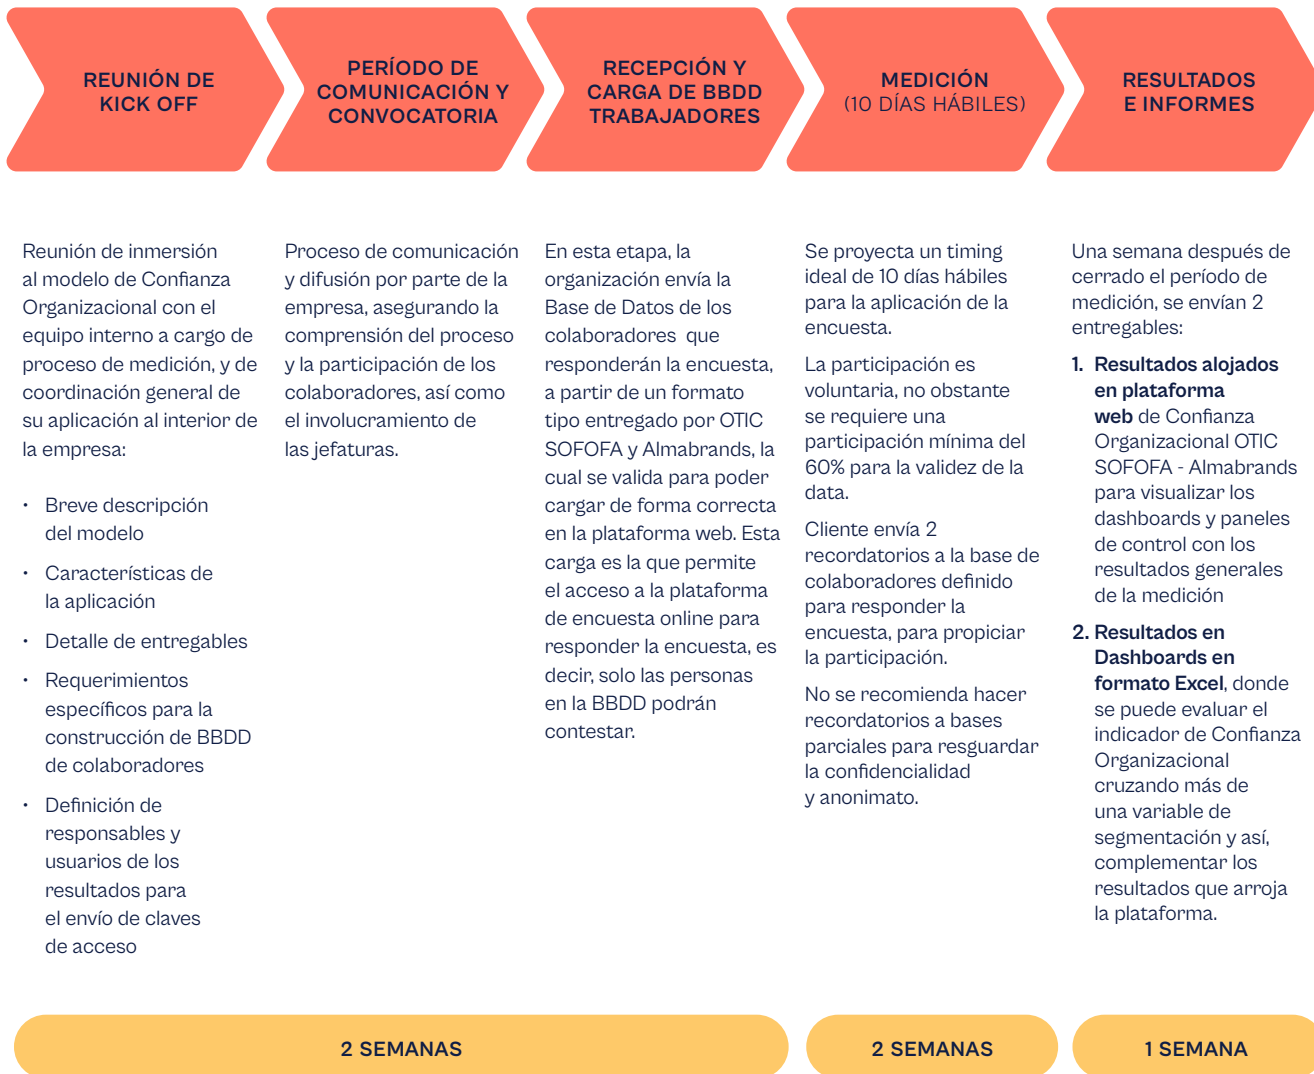 REUNIÓN DE
KICK OFF
PERÍODO DE
COMUNICACIÓN Y
CONVOCATORIA
RECEPCIÓN Y
CARGA DE BBDD
TRABAJADORES
MEDICIÓN
(10 DÍAS HÁBILES)
RESULTADOS
E INFORMES
Reunión de inmersión
al modelo de Confianza
Organizacional con el
equipo interno a cargo de
proceso de medición, y de
coordinación general de
su aplicación al interior de
la empresa:
• Breve descripción
del modelo
• Características de
la aplicación
• Detalle de entregables
• Requerimientos
específicos para la
construcción de BBDD
de colaboradores
• Definición de
responsables y
usuarios de los
resultados para
el envío de claves
de acceso
Proceso de comunicación
y difusión por parte de la
empresa, asegurando la
comprensión del proceso
y la participación de los
colaboradores, así como
el involucramiento de
las jefaturas.
En esta etapa, la
organización envía la
Base de Datos de los
colaboradores que
responderán la encuesta,
a partir de un formato
tipo entregado por OTIC
SOFOFA y Almabrands, la
cual se valida para poder
cargar de forma correcta
en la plataforma web. Esta
carga es la que permite
el acceso a la plataforma
de encuesta online para
responder la encuesta, es
decir, solo las personas
en la BBDD podrán
contestar.
Se proyecta un timing
ideal de 10 días hábiles
para la aplicación de la
encuesta.
La participación es
voluntaria, no obstante
se requiere una
participación mínima del
60% para la validez de la
data.
Cliente envía 2
recordatorios a la base de
colaboradores definido
para responder la
encuesta, para propiciar
la participación.
No se recomienda hacer
recordatorios a bases
parciales para resguardar
la confidencialidad
y anonimato.
Una semana después de
cerrado el período de
medición, se envían 2
entregables:
1. Resultados alojados
en plataforma
web de Confianza
Organizacional OTIC
SOFOFA - Almabrands
para visualizar los
dashboards y paneles
de control con los
resultados generales
de la medición
2. Resultados en
Dashboards en
formato Excel, donde
se puede evaluar el
indicador de Confianza
Organizacional
cruzando más de
una variable de
segmentación y así,
complementar los
resultados que arroja
la plataforma.
2 SEMANAS
2 SEMANAS
1 SEMANA